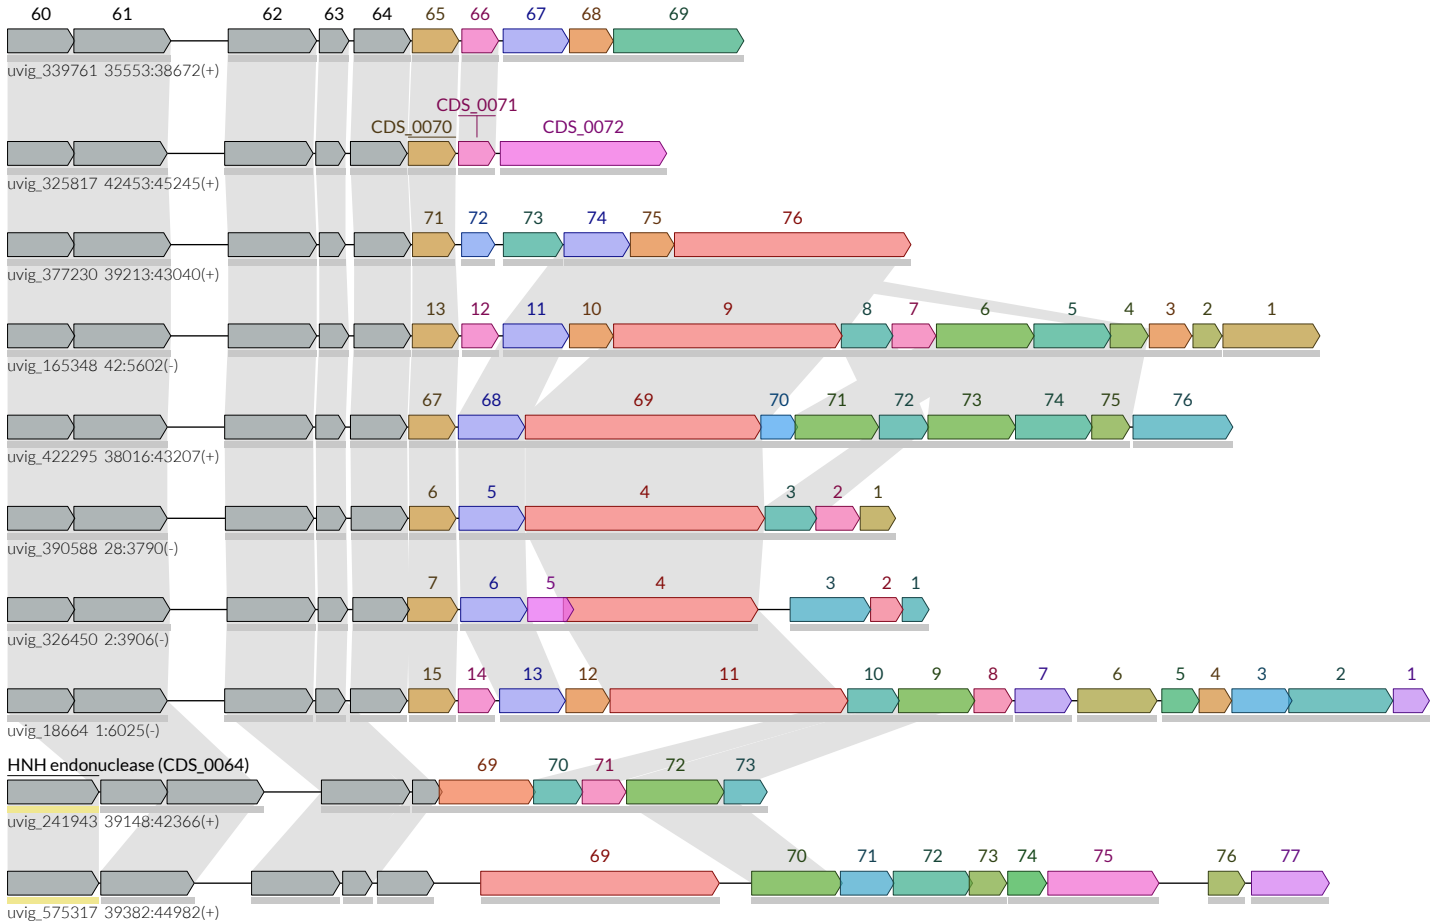 60 61 62 63 64 65 66 67 68 69
uvig_339761 35553:38672(+)
CDS_0071
CDS_0070 CDS_0072
uvig_325817 42453:45245(+)
71 72 73 74 75 76
uvig_377230 39213:43040(+)
13 12 11 10 9 8 7 6 5 4 3 2 1
uvig_165348 42:5602(-)
67 68 69 70 71 72 73 74 75 76
uvig_422295 38016:43207(+)
6 5 4 3 2 1
uvig_390588 28:3790(-)
7 6 5 4 3 2 1
uvig_326450 2:3906(-)
15 14 13 12 11 10 9 8 7 6 5 4 3 2 1
uvig_18664 1:6025(-)
HNH endonuclease (CDS_0064) 69 70 71 72 73
uvig_241943 39148:42366(+)
69 70 71 72 73 74 75 76 77
uvig_575317 39382:44982(+)